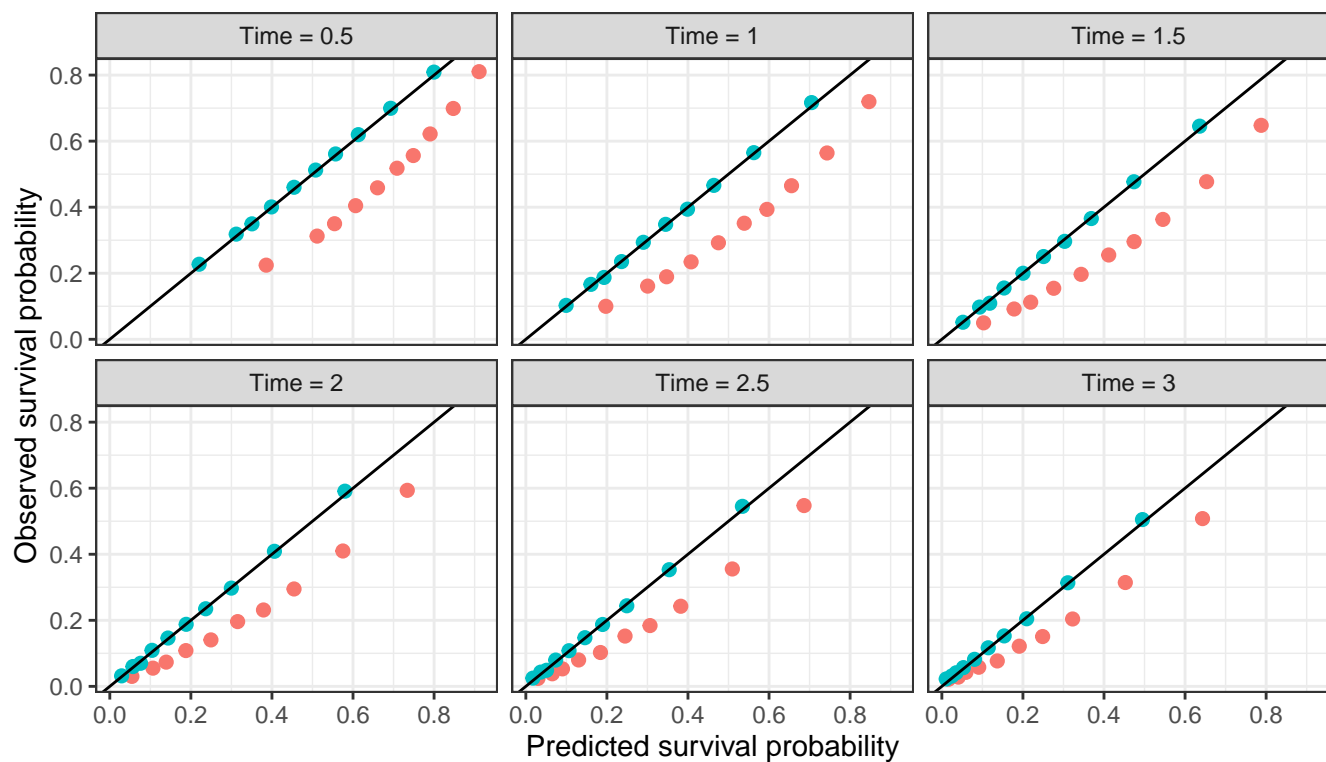 Time = 0.5
Time = 1
Time = 1.5
0.8
0.6
0.4
0.2
0.0
Time = 2
Time = 2.5
Time = 3
0.8
0.6
0.4
0.2
0.0
0.0 0.2 0.4 0.6 0.8
0.0 0.2 0.4 0.6 0.8
0.0 0.2 0.4 0.6 0.8
Observed survival probability
Predicted survival probability